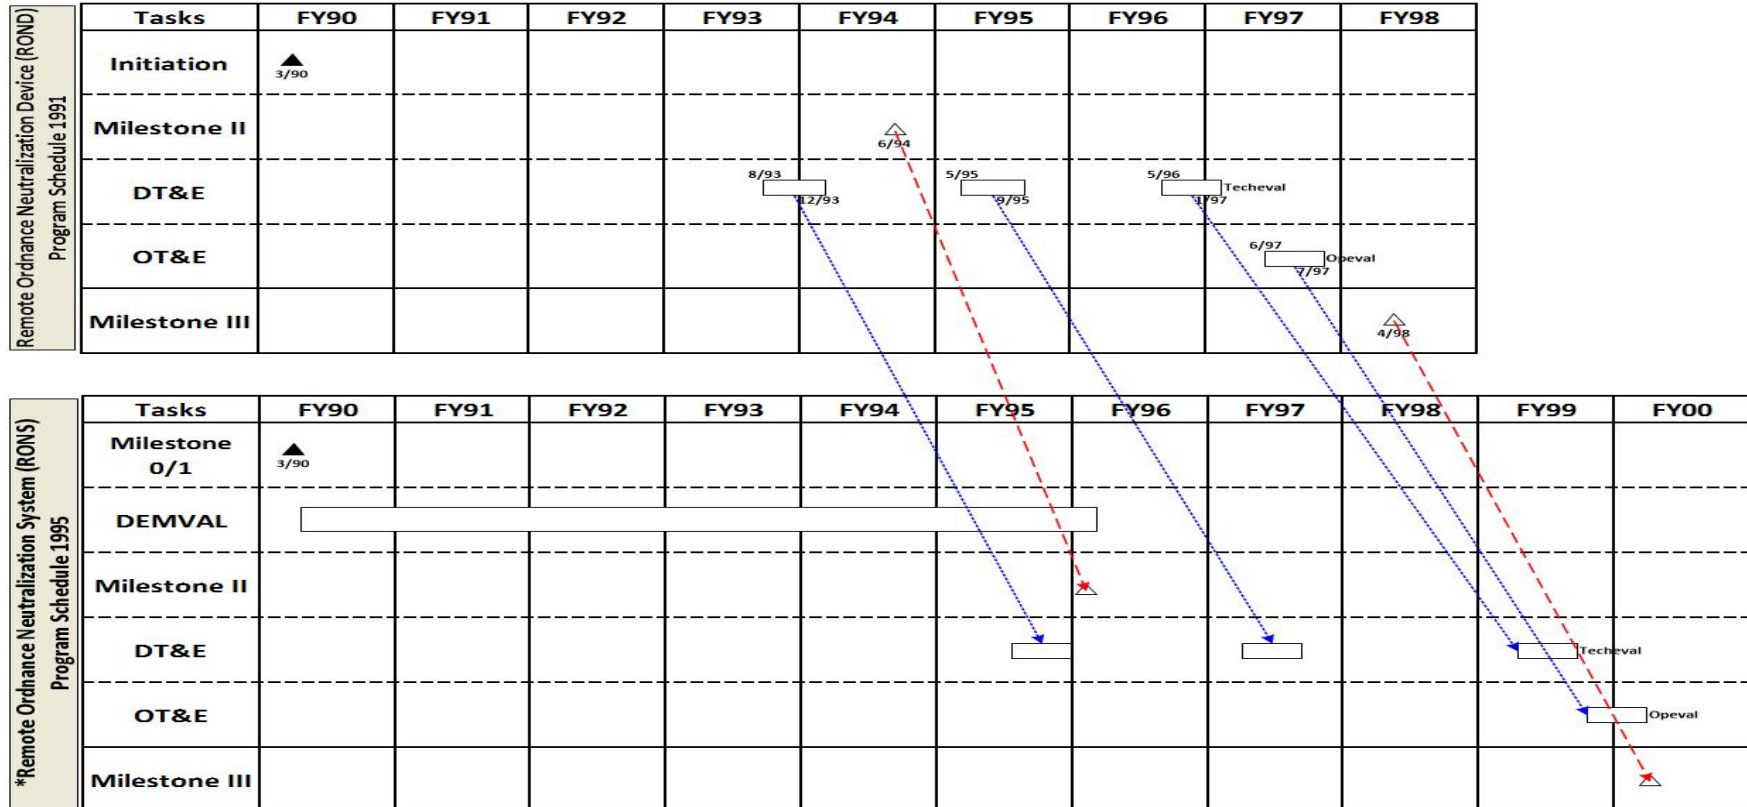 Remote Ordnance Neutralization Device (ROND)
Program Schedule 1991
Tasks FY90 FY91 FY92 FY93 FY94 FY95 FY96 FY97 FY98
Initiation
3/90
Milestone II
6/94
DT&E
8/93 5/95 5/96
12/93 9/95 1/97 Techeval
OT&E
6/97
7/97 Opeval
Milestone III
4/98
*Remote Ordnance Neutralization System (RONS)
Program Schedule 1995
Tasks FY90 FY91 FY92 FY93 FY94 FY95 FY96 FY97 FY98 FY99 FY00
Milestone
0/1
3/90
DEMVAL
Milestone II
DT&E Techeval
OT&E Opeval
Milestone III